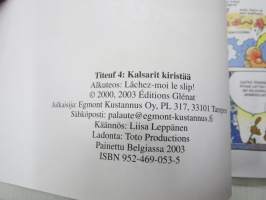 Titeuf 4: Kalsarit kiristää
Alkuteos: Lâchez-moi le slip!
© 2000, 2003 Éditions Glénat
Julkaisija: Egmont Kustannus Oy, PL 317, 33101 Tampere
Sähköposti: palaute@egmont-kustannus.fi
Käännös: Liisa Leppänen
Ladonta: Toto Productions
Painettu Belgiassa 2003
ISBN 952-469-053-5